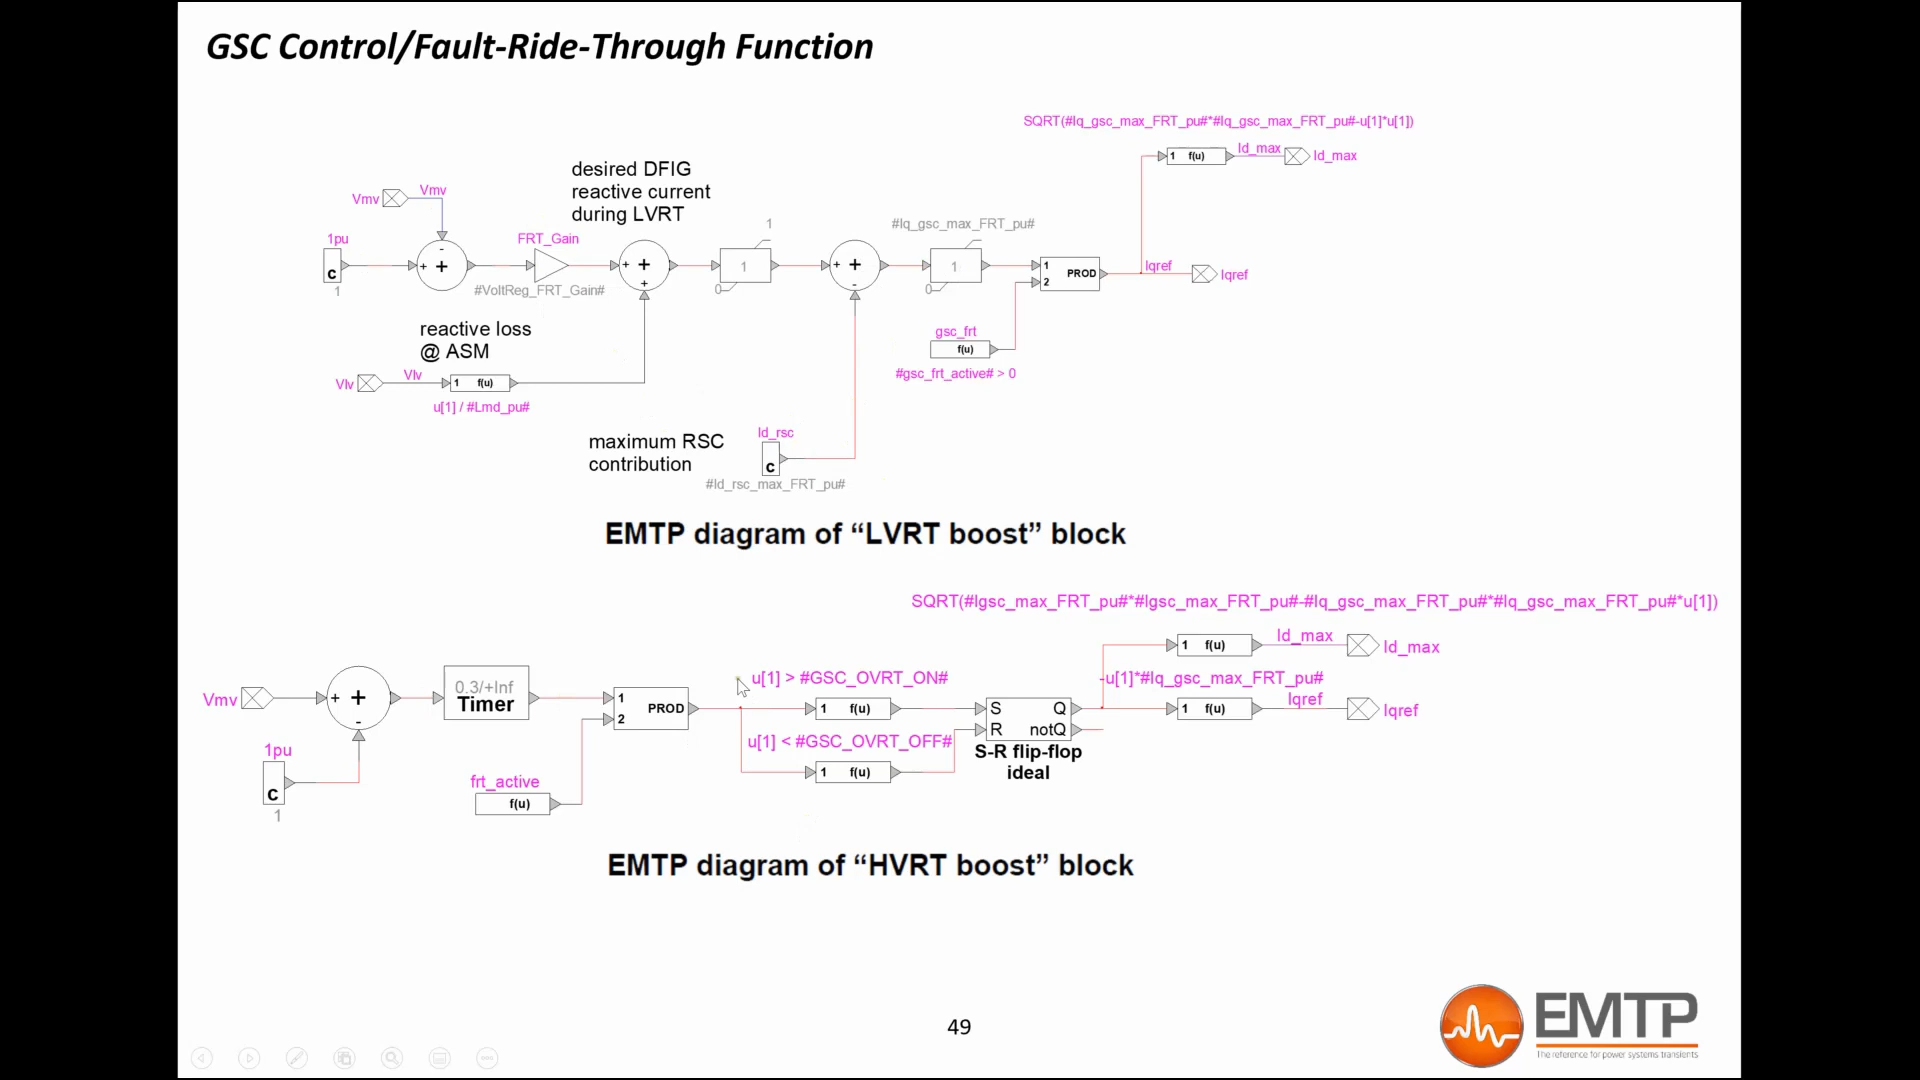 GSC Control/Fault-Ride-Through Function
SQRT(#Iq_gsc_max_FRT_pu#*#Iq_gsc_max_FRT_pu#-u[1]*u[1])
1 f(u)
Id_max
Id_max
desired DFIG
reactive current
during LVRT
Vmv
Vmv
1pu
c
1
-
+ +
FRT_Gain
#VoltReg_FRT_Gain#
+ +
+
1
1
0
+ +
-
#Iq_gsc_max_FRT_pu#
1
0
1
2
PROD
Iqref
Iqref
gsc_frt
f(u)
#gsc_frt_active# > 0
reactive loss
@ ASM
Vlv
Vlv
1 f(u)
u[1] / #Lmd_pu#
maximum RSC
contribution
Id_rsc
c
#Id_rsc_max_FRT_pu#
EMTP diagram of “LVRT boost” block
SQRT(#Igsc_max_FRT_pu#*#Igsc_max_FRT_pu#-#Iq_gsc_max_FRT_pu#*#Iq_gsc_max_FRT_pu#*u[1])
1 f(u)
Id_max
Id_max
Vmv
+ +
-
1pu
c
1
0.3/+Inf
Timer
1
2
PROD
frt_active
f(u)
u[1] > #GSC_OVRT_ON#
1 f(u)
u[1] < #GSC_OVRT_OFF#
1 f(u)
S Q
R notQ
S-R flip-flop
ideal
-u[1]*#Iq_gsc_max_FRT_pu#
1 f(u)
Iqref
Iqref
EMTP diagram of “HVRT boost” block
49
EMTP
The reference for power systems transients